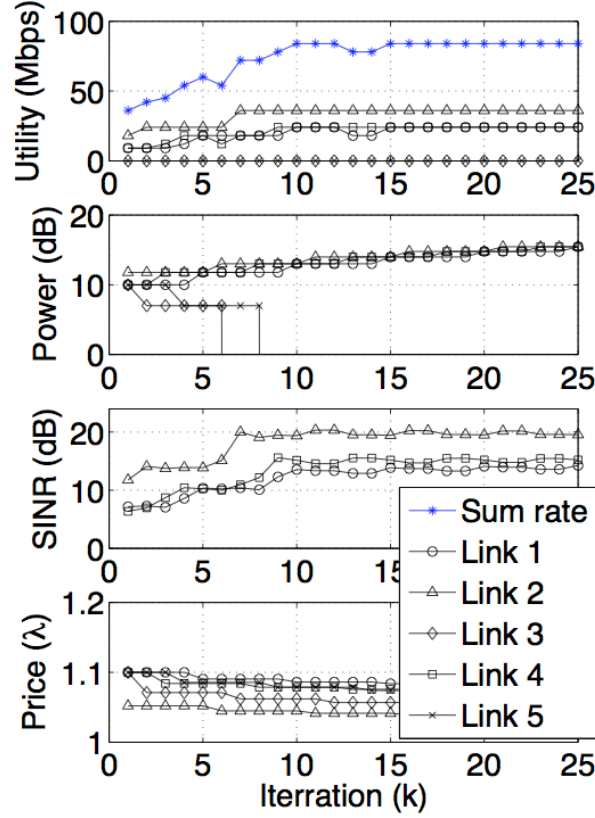 Utility (Mbps)
100
50
0
0 5 10 15 20 25
Power (dB)
20
10
0
0 5 10 15 20 25
SINR (dB)
20
10
0
0 5 10 15
Sum rate
Link 1
Link 2
Link 3
Link 4
Link 5
Price (λ)
1.2
1.1
1
0 5 10 15 20 25
Iterration (k)